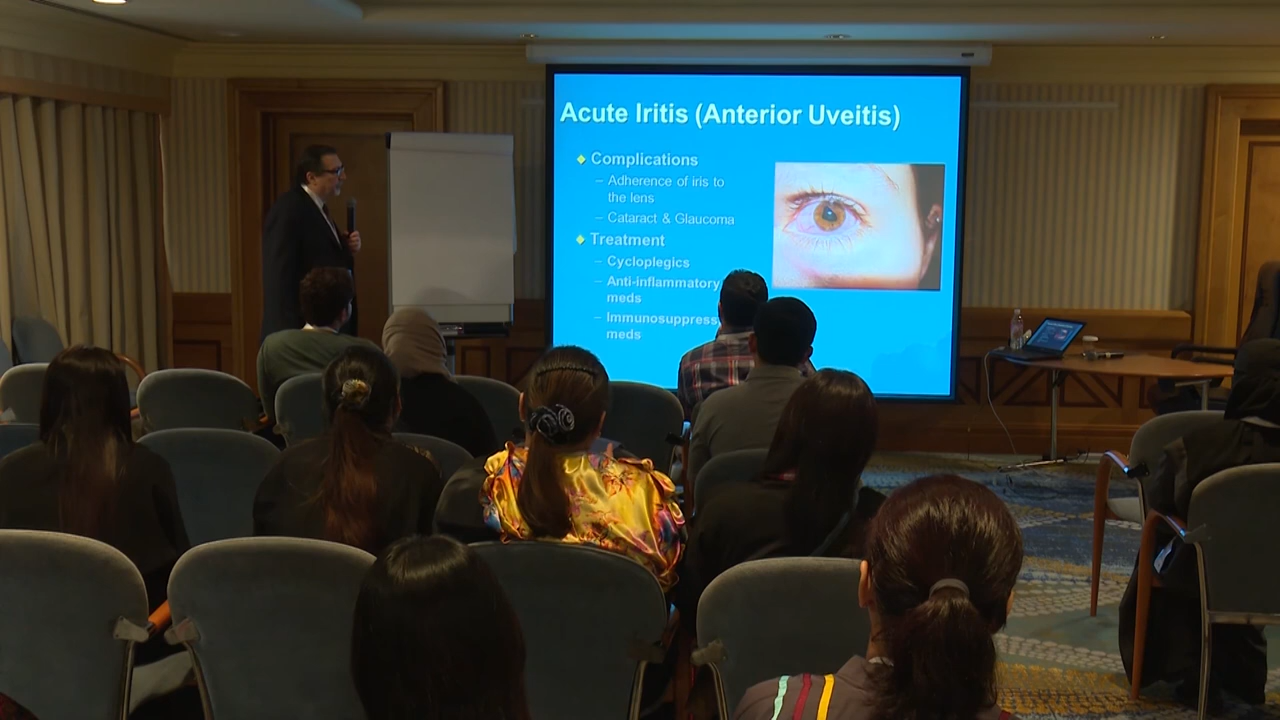 Acute Iritis (Anterior Uveitis)
Complications
– Adherence of iris to
the lens
– Cataract & Glaucoma
Treatment
– Cycloplegics
– Anti-inflammatory
meds
– Immunosuppress
meds